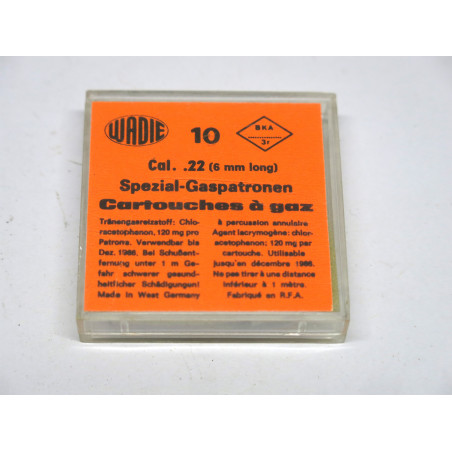 WADIE
10
BKA
3r
Cal. .22 (6 mm long)
Spezial-Gaspatronen
Cartouches à gaz
Tränengasreizstoff: Chlo-
racetophenon, 120 mg pro
Patrone. Verwendbar bis
Dez. 1986. Bei Schußent-
fernung unter 1 m Ge-
fahr schwerer gesund-
heitlicher Schädigungen!
Made in West Germany
à percussion annulaire.
Agent lacrymogène: chlor-
acetophenon; 120 mg par
cartouche. Utilisable
jusqu'en décembre 1986.
Ne pas tirer à une distance
inférieur à 1 mètre.
Fabriqué en R.F.A.